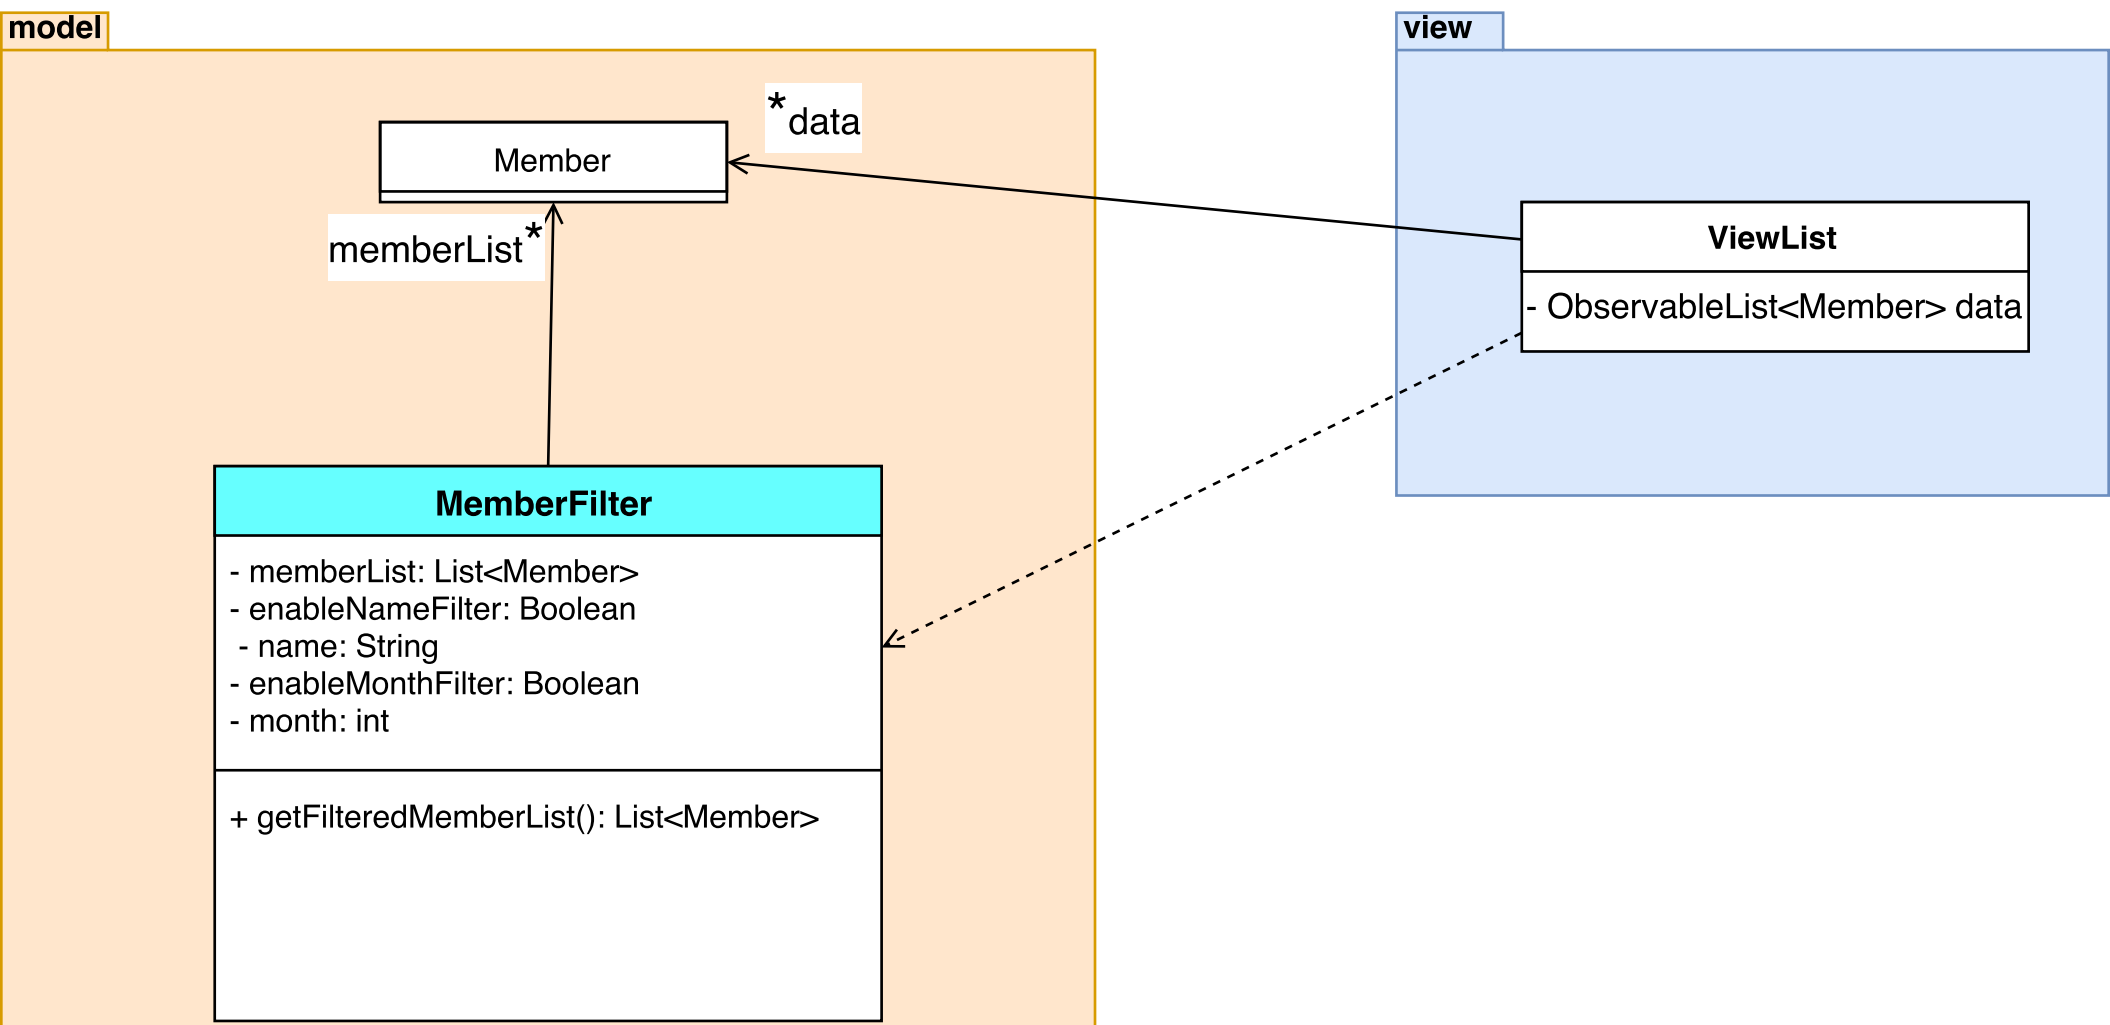 model
view
*data
Member
memberList*
ViewList
- ObservableList<Member> data
MemberFilter
- memberList: List<Member>
- enableNameFilter: Boolean
- name: String
- enableMonthFilter: Boolean
- month: int
+ getFilteredMemberList(): List<Member>